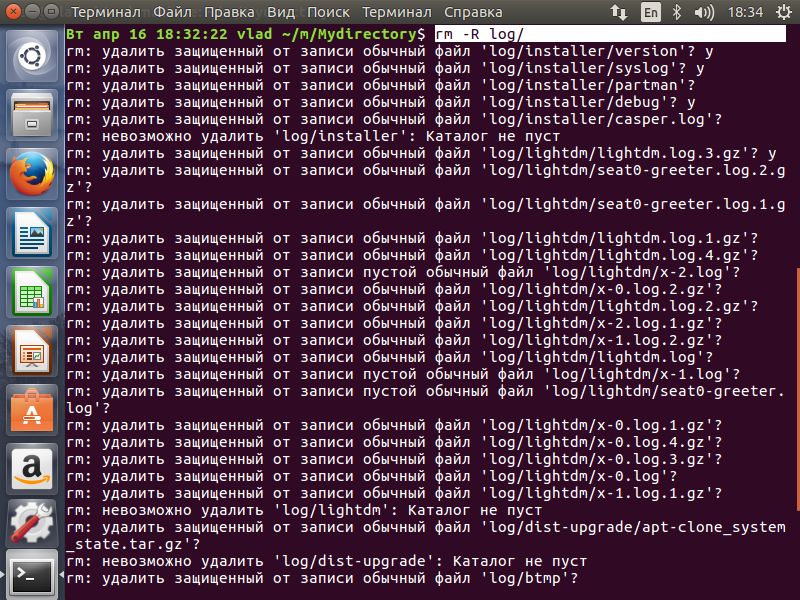 Терминал Файл Правка Вид Поиск Терминал Справка En 18:34
Вт апр 16 18:32:22 vlad ~/m/Mydirectory$ rm -R log/
rm: удалить защищенный от записи обычный файл 'log/installer/version'? y
rm: удалить защищенный от записи обычный файл 'log/installer/syslog'? y
rm: удалить защищенный от записи обычный файл 'log/installer/partman'?
rm: удалить защищенный от записи обычный файл 'log/installer/debug'? y
rm: удалить защищенный от записи обычный файл 'log/installer/casper.log'?
rm: невозможно удалить 'log/installer': Каталог не пуст
rm: удалить защищенный от записи обычный файл 'log/lightdm/lightdm.log.3.gz'? y
rm: удалить защищенный от записи обычный файл 'log/lightdm/seat0-greeter.log.2.g
z'?
rm: удалить защищенный от записи обычный файл 'log/lightdm/seat0-greeter.log.1.g
z'?
rm: удалить защищенный от записи обычный файл 'log/lightdm/lightdm.log.1.gz'?
rm: удалить защищенный от записи обычный файл 'log/lightdm/lightdm.log.4.gz'?
rm: удалить защищенный от записи пустой обычный файл 'log/lightdm/x-2.log'?
rm: удалить защищенный от записи обычный файл 'log/lightdm/x-0.log.2.gz'?
rm: удалить защищенный от записи обычный файл 'log/lightdm/lightdm.log.2.gz'?
rm: удалить защищенный от записи обычный файл 'log/lightdm/x-2.log.1.gz'?
rm: удалить защищенный от записи обычный файл 'log/lightdm/x-1.log.2.gz'?
rm: удалить защищенный от записи обычный файл 'log/lightdm/lightdm.log'?
rm: удалить защищенный от записи пустой обычный файл 'log/lightdm/x-1.log'?
rm: удалить защищенный от записи пустой обычный файл 'log/lightdm/seat0-greeter.
log'?
rm: удалить защищенный от записи обычный файл 'log/lightdm/x-0.log.1.gz'?
rm: удалить защищенный от записи обычный файл 'log/lightdm/x-0.log.4.gz'?
rm: удалить защищенный от записи обычный файл 'log/lightdm/x-0.log.3.gz'?
rm: удалить защищенный от записи обычный файл 'log/lightdm/x-0.log'?
rm: удалить защищенный от записи обычный файл 'log/lightdm/x-1.log.1.gz'?
rm: невозможно удалить 'log/lightdm': Каталог не пуст
rm: удалить защищенный от записи обычный файл 'log/dist-upgrade/apt-clone_system
_state.tar.gz'?
rm: невозможно удалить 'log/dist-upgrade': Каталог не пуст
rm: удалить защищенный от записи обычный файл 'log/btmp'?